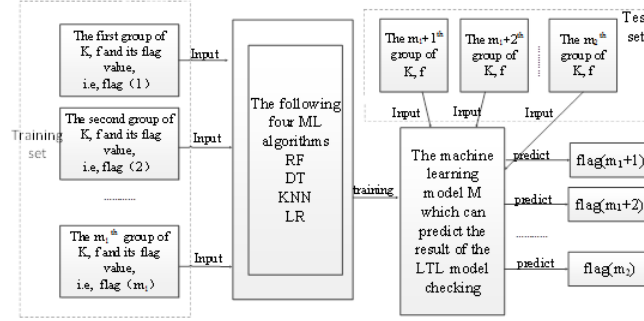 Training
set
The first group of
K, f and its flag
value,
i.e, flag（1）
The second group of
K, f and its flag
value,
i.e, flag（2）
............
The m₁ᵗʰ group of
K, f and its flag
value,
i.e, flag（m₁）
Input
Input
Input
The following
four ML
algorithms
RF
DT
KNN
LR
training
The m₁+1ᵗʰ
group of
K, f
The m₁+2ᵗʰ
group of
K, f
The m₂ᵗʰ
group of
K, f
set
Input
Input
Input
The machine
learning
model M
which can
predict the
result of the
LTL model
checking
predict
flag(m₁+1)
predict
flag(m₁+2)
............
predict
flag(m₂)